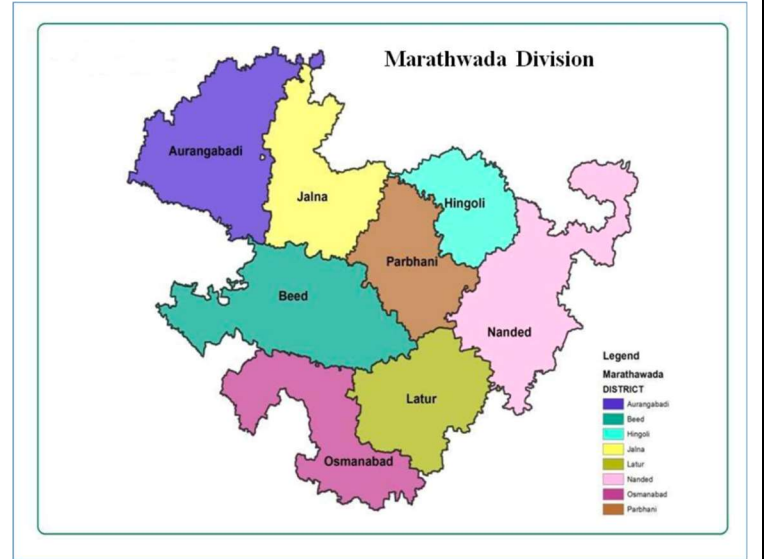 Marathwada Division
Aurangabadi
Jalna
Hingoli
Parbhani
Beed
Nanded
Latur
Osmanabad
Legend
Marathawada
DISTRICT
Aurangabadi
Beed
Hingoli
Jalna
Latur
Nanded
Osmanabad
Parbhani